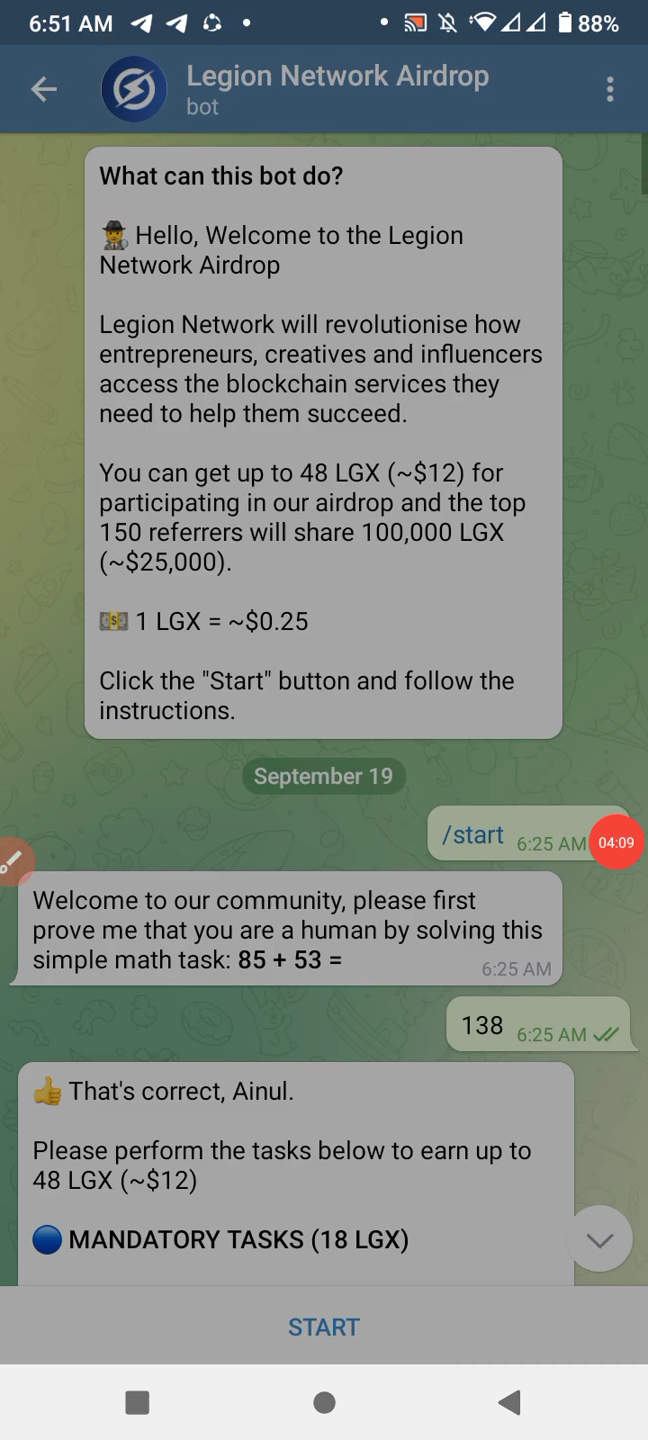 6:51 AM
88%
Legion Network Airdrop
bot
What can this bot do?
🕵️ Hello, Welcome to the Legion
Network Airdrop
Legion Network will revolutionise how
entrepreneurs, creatives and influencers
access the blockchain services they
need to help them succeed.
You can get up to 48 LGX (~$12) for
participating in our airdrop and the top
150 referrers will share 100,000 LGX
(~$25,000).
💵 1 LGX = ~$0.25
Click the "Start" button and follow the
instructions.
September 19
/start 6:25 AM
04:09
Welcome to our community, please first
prove me that you are a human by solving this
simple math task: 85 + 53 =
6:25 AM
138 6:25 AM
👍 That's correct, Ainul.
Please perform the tasks below to earn up to
48 LGX (~$12)
🔵 MANDATORY TASKS (18 LGX)
START